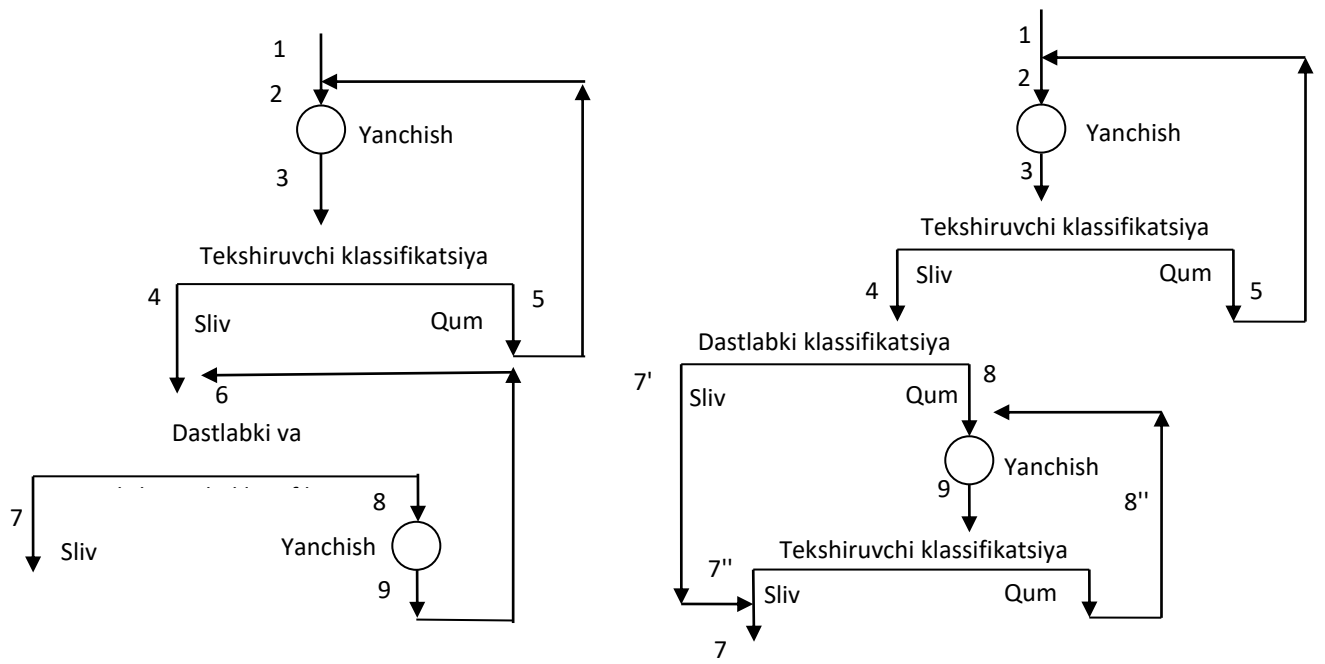 1
2
Yanchish
3
Tekshiruvchi klassifikatsiya
4
5
Sliv
Qum
6
Dastlabki va
7
8
Sliv
Yanchish
9
1
2
Yanchish
3
Tekshiruvchi klassifikatsiya
4
Sliv
Qum
5
Dastlabki klassifikatsiya
7'
8
Sliv
Qum
Yanchish
9
8''
Tekshiruvchi klassifikatsiya
7''
Sliv
Qum
7